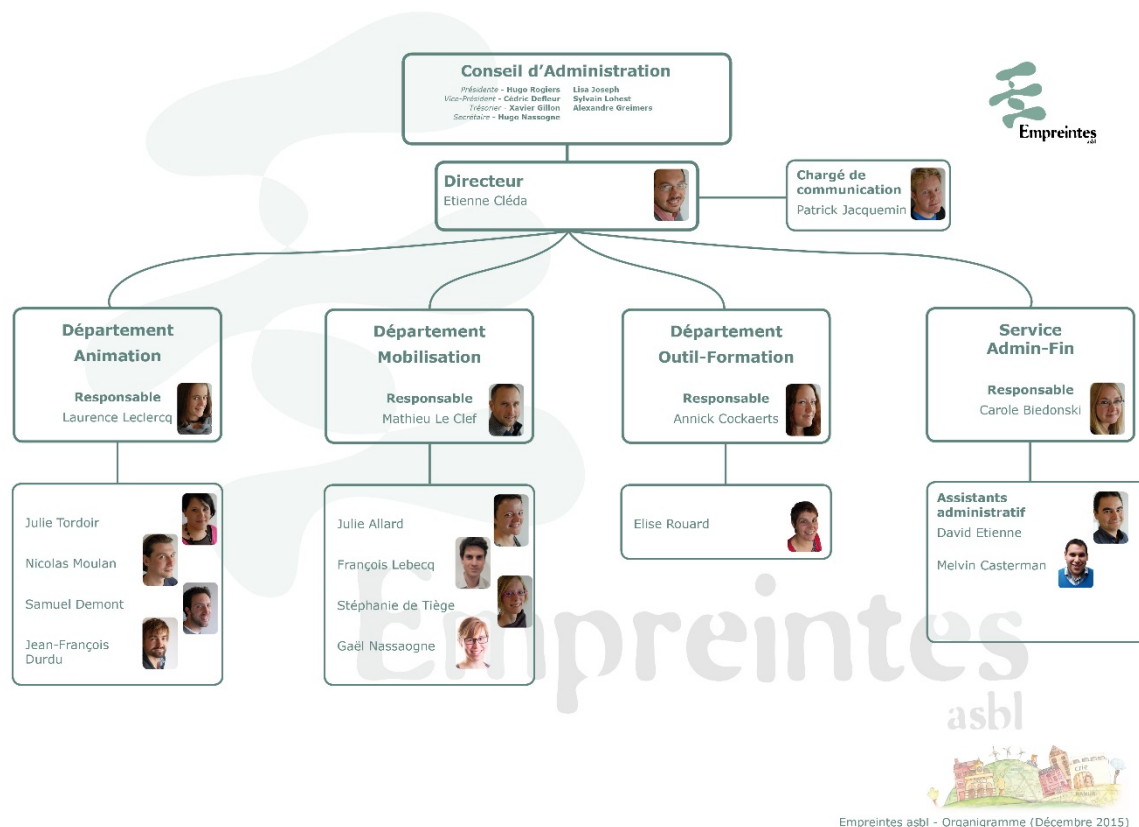 Conseil d'Administration
Présidente - Hugo Rogiers Lisa Joseph
Vice-Président - Cédric Defleur Sylvain Lohest
Trésorier - Xavier Gillon Alexandre Greimers
Secrétaire - Hugo Nassogne
Empreintes
asbl
Directeur
Etienne Cléda
Chargé de
communication
Patrick Jacquemin
Département
Animation
Responsable
Laurence Leclercq
Département
Mobilisation
Responsable
Mathieu Le Clef
Département
Outil-Formation
Responsable
Annick Cockaerts
Service
Admin-Fin
Responsable
Carole Biedonski
Julie Tordoir
Nicolas Moulan
Samuel Demont
Jean-François
Durdu
Julie Allard
François Lebecq
Stéphanie de Tiège
Gaël Nassaogne
Elise Rouard
Assistants
administratif
David Etienne
Melvin Casterman
Empreintes
asbl
Empreintes asbl - Organigramme (Décembre 2015)